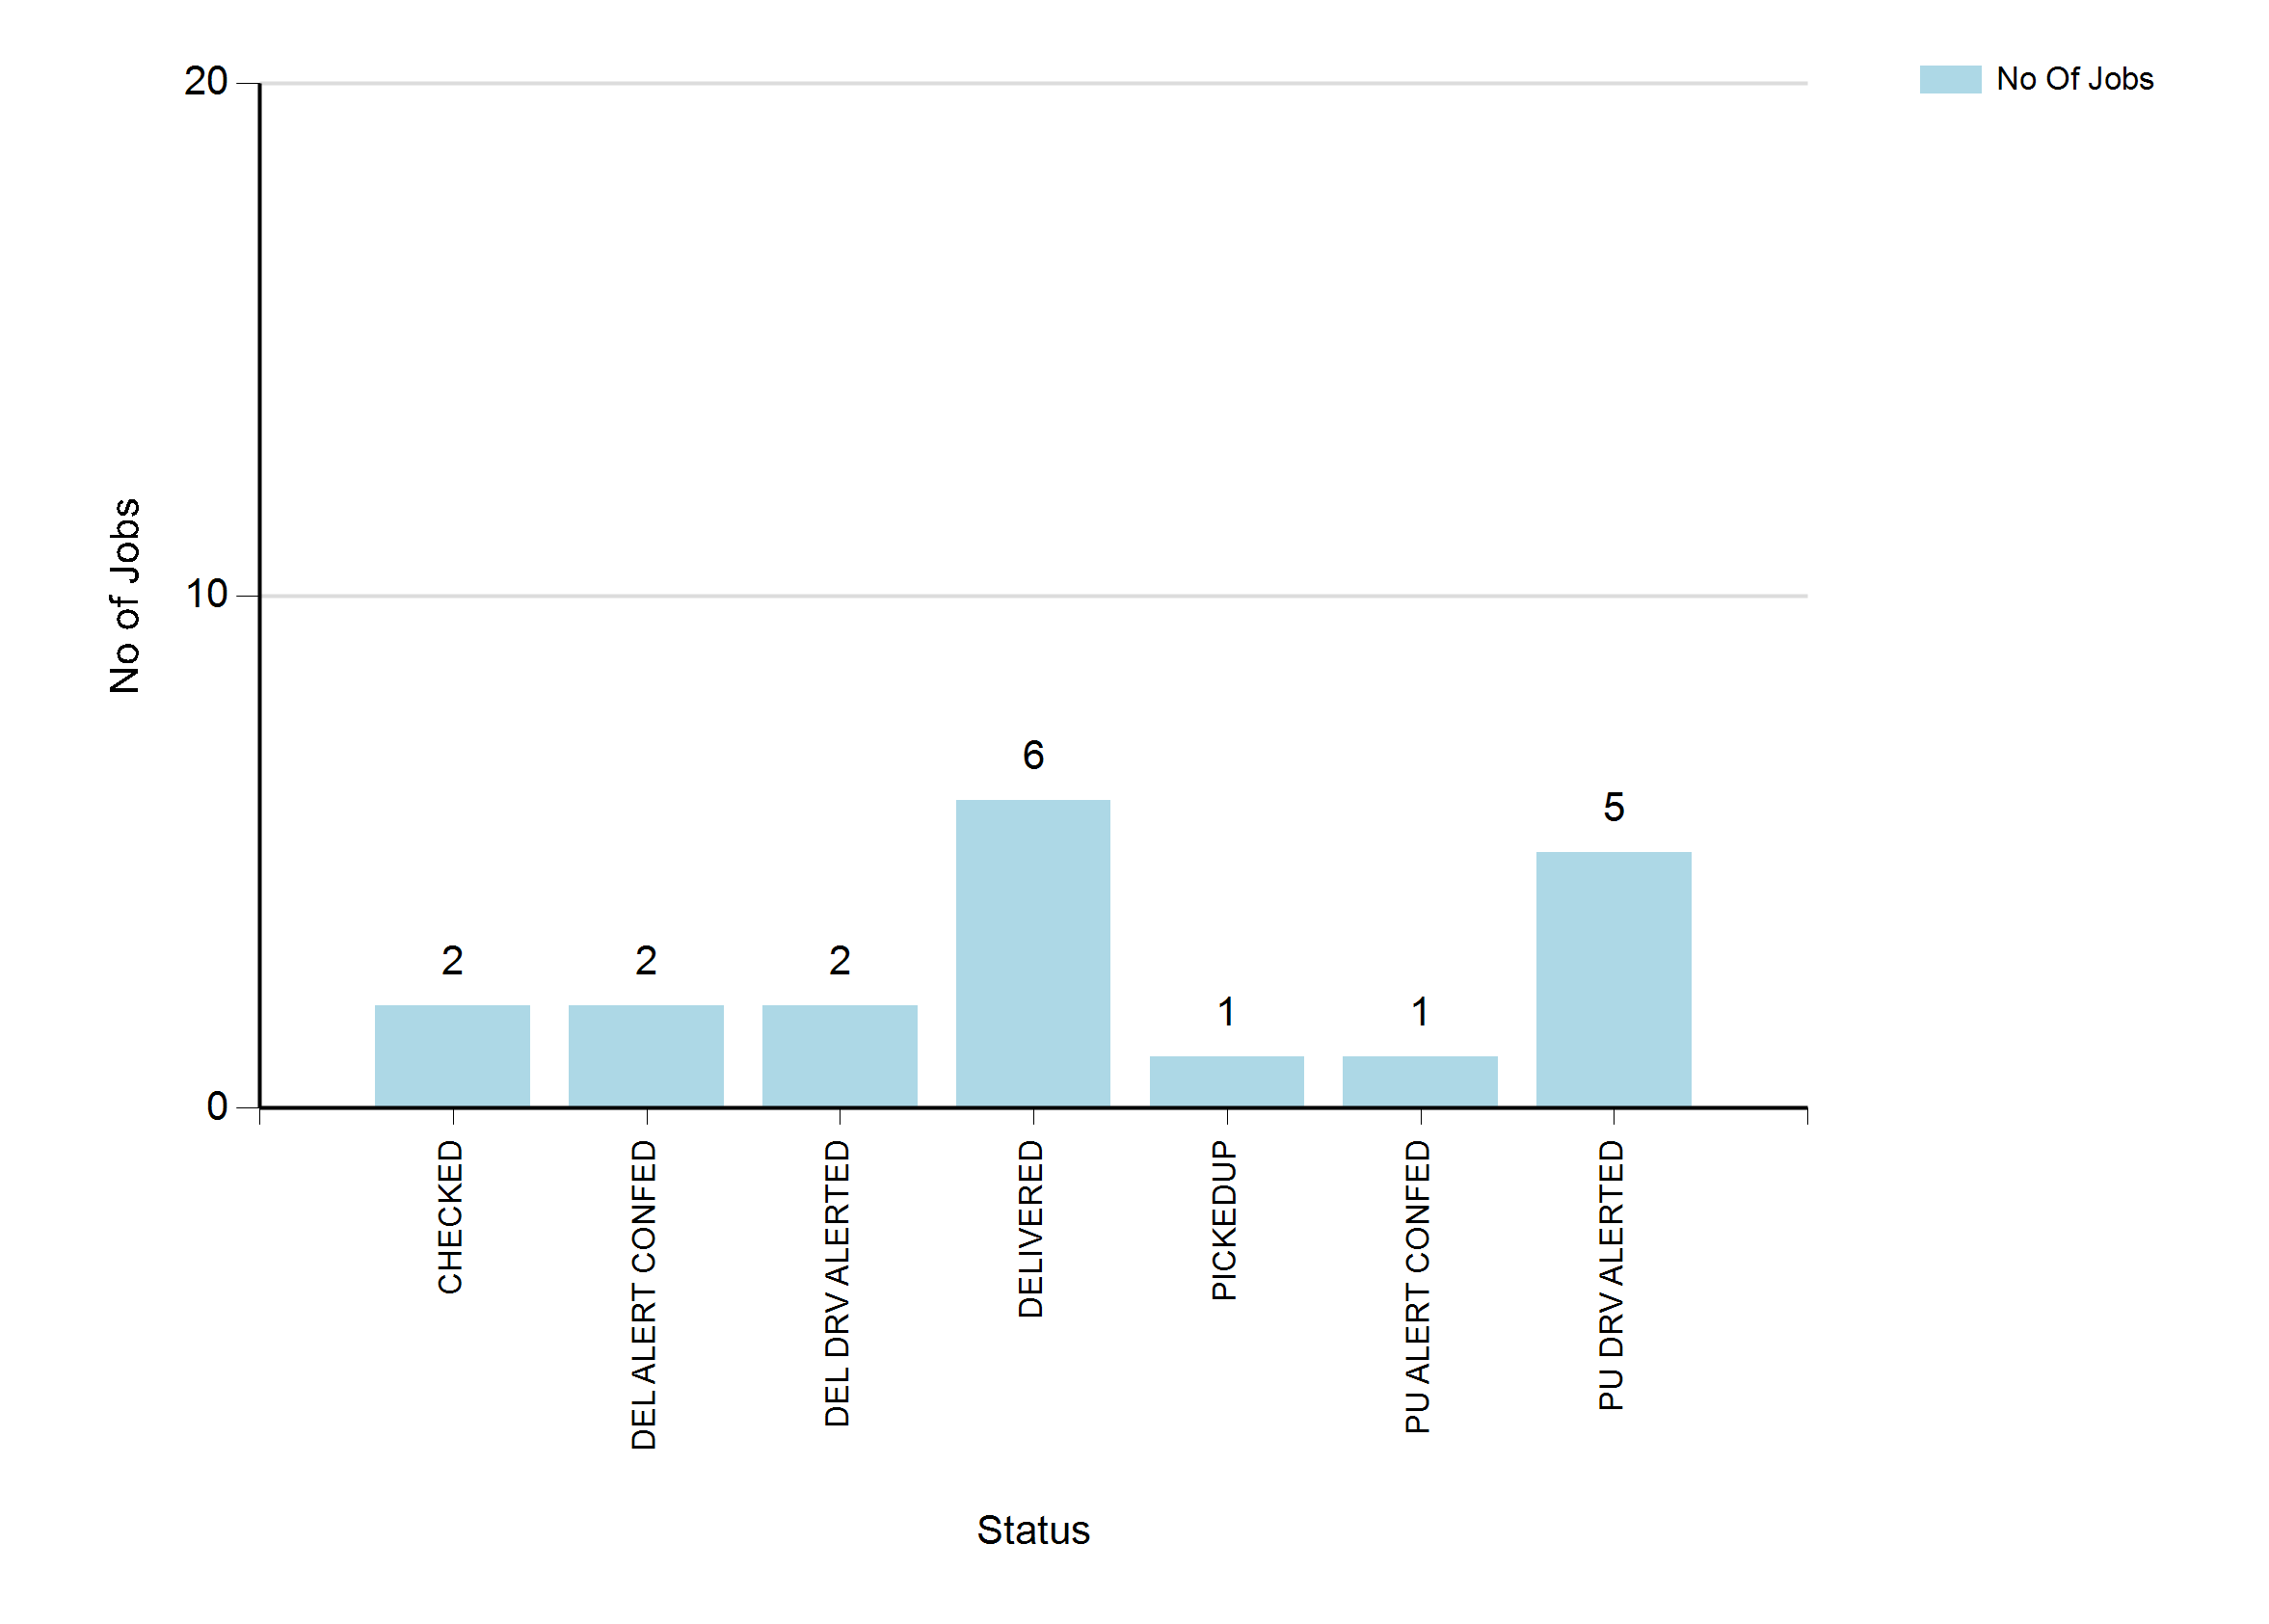 20
No Of Jobs
No of Jobs
10
6
5
2
2
2
1
1
0
CHECKED
DEL ALERT CONFED
DEL DRV ALERTED
DELIVERED
PICKEDUP
PU ALERT CONFED
PU DRV ALERTED
Status